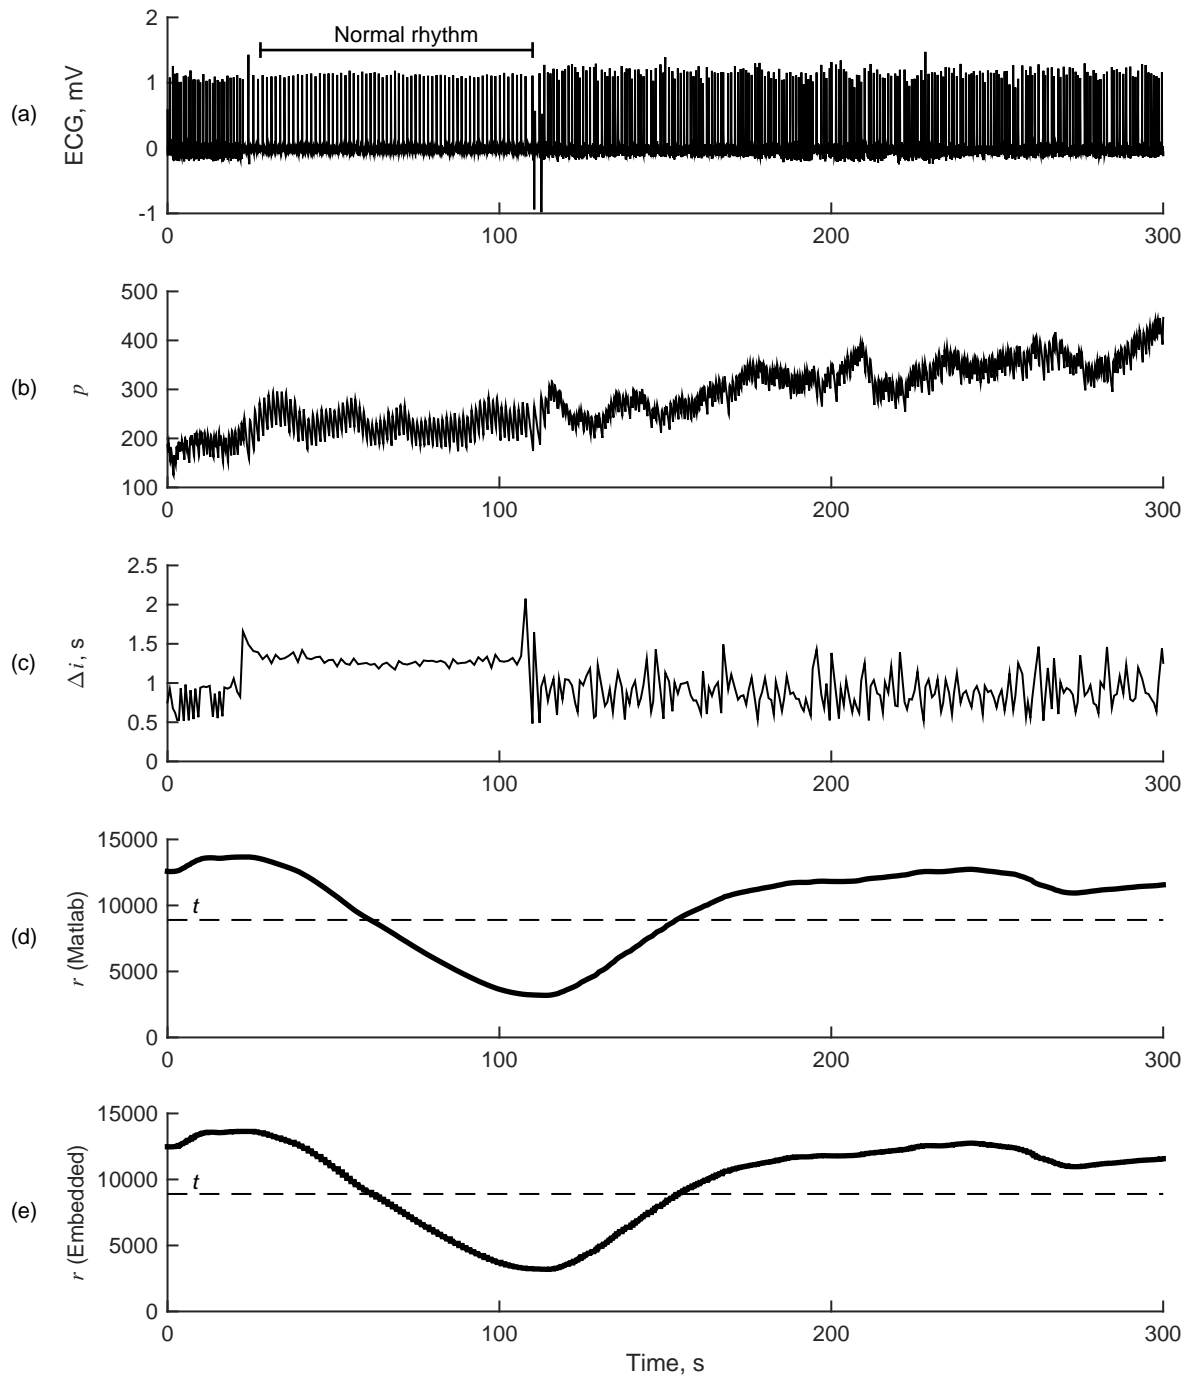 2
Normal rhythm
1
(a)
ECG, mV
0
-1
0 100 200 300
500
400
(b)
p
300
200
100
0 100 200 300
2.5
2
1.5
(c)
Δi, s
1
0.5
0
0 100 200 300
15000
10000
t
(d)
r (Matlab)
5000
0
0 100 200 300
15000
10000
t
(e)
r (Embedded)
5000
0
0 100 200 300
Time, s